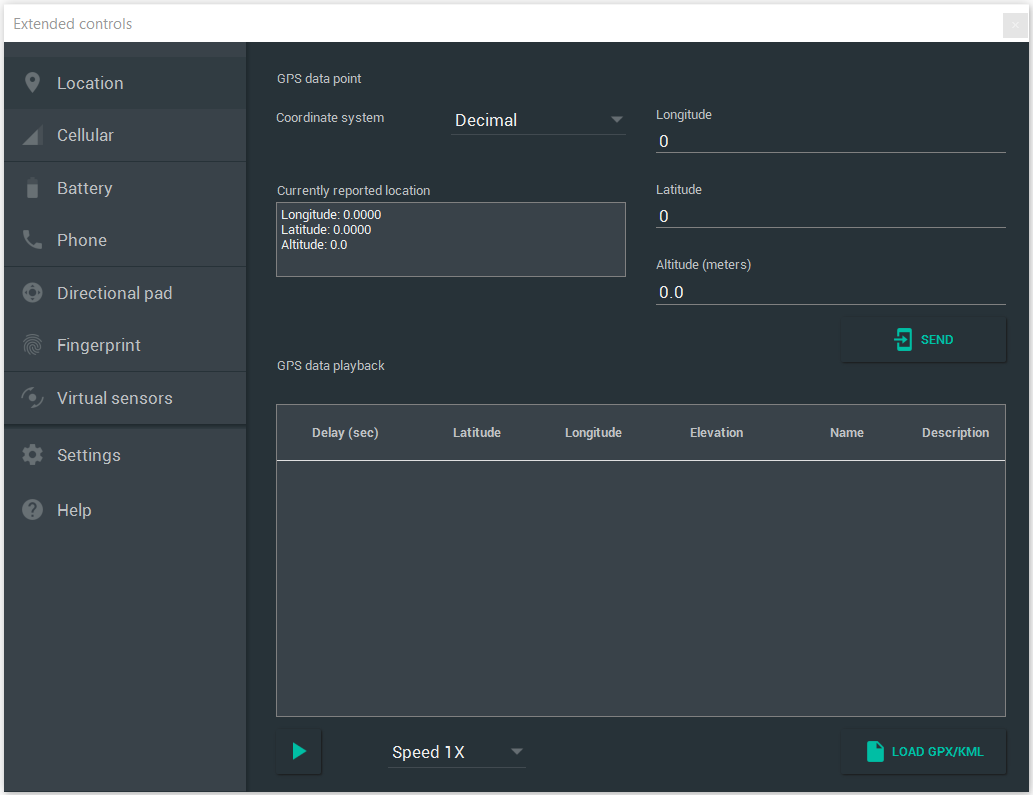 Extended controls
Location
Cellular
Battery
Phone
Directional pad
Fingerprint
Virtual sensors
Settings
Help
GPS data point
Coordinate system
Decimal
Currently reported location
Longitude: 0.0000
Latitude: 0.0000
Altitude: 0.0
Longitude
0
Latitude
0
Altitude (meters)
0.0
SEND
GPS data playback
Delay (sec) Latitude Longitude Elevation Name Description
Speed 1X
LOAD GPX/KML